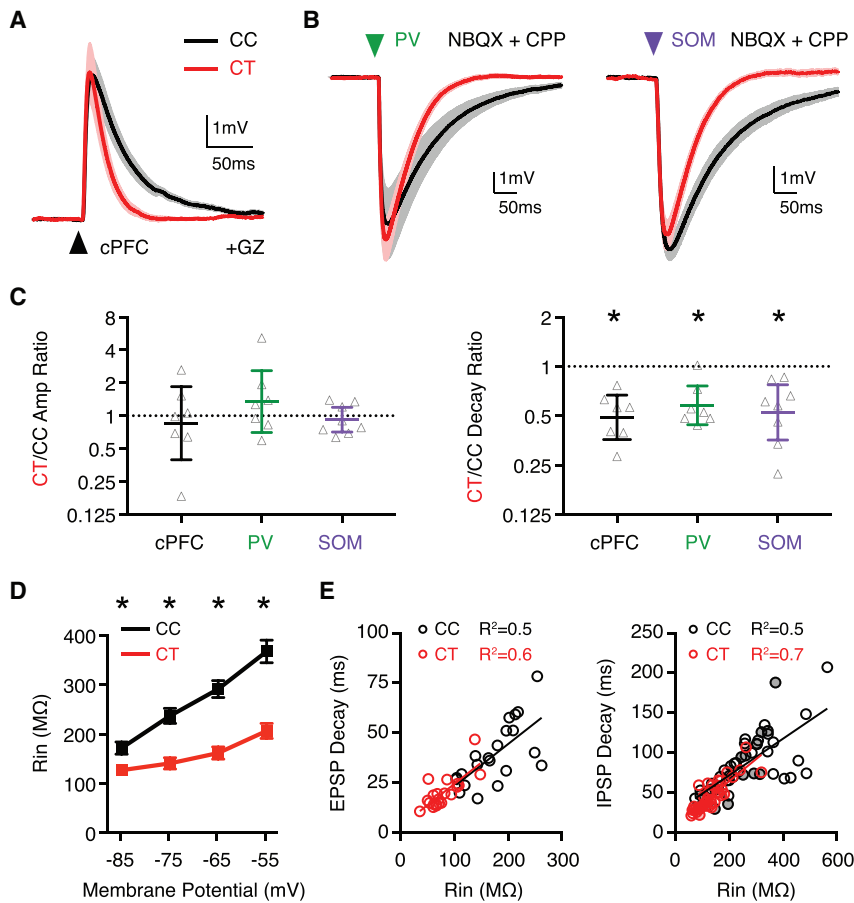 A
CC
CT
1mV
50ms
cPFC +GZ
B
PV NBQX + CPP
1mV
50ms
SOM NBQX + CPP
1mV
50ms
C
CT/CC Amp Ratio
8
4
2
1
0.5
0.25
0.125
cPFC PV SOM
CT/CC Decay Ratio
* * *
2
1
0.5
0.25
0.125
cPFC PV SOM
D
* * * *
CC
CT
Rin (MΩ)
400
300
200
100
0
-85 -75 -65 -55
Membrane Potential (mV)
E
CC R²=0.5
CT R²=0.6
EPSP Decay (ms)
100
75
50
25
0
0 100 200 300
Rin (MΩ)
CC R²=0.5
CT R²=0.7
IPSP Decay (ms)
250
200
150
100
50
0
0 200 400 600
Rin (MΩ)